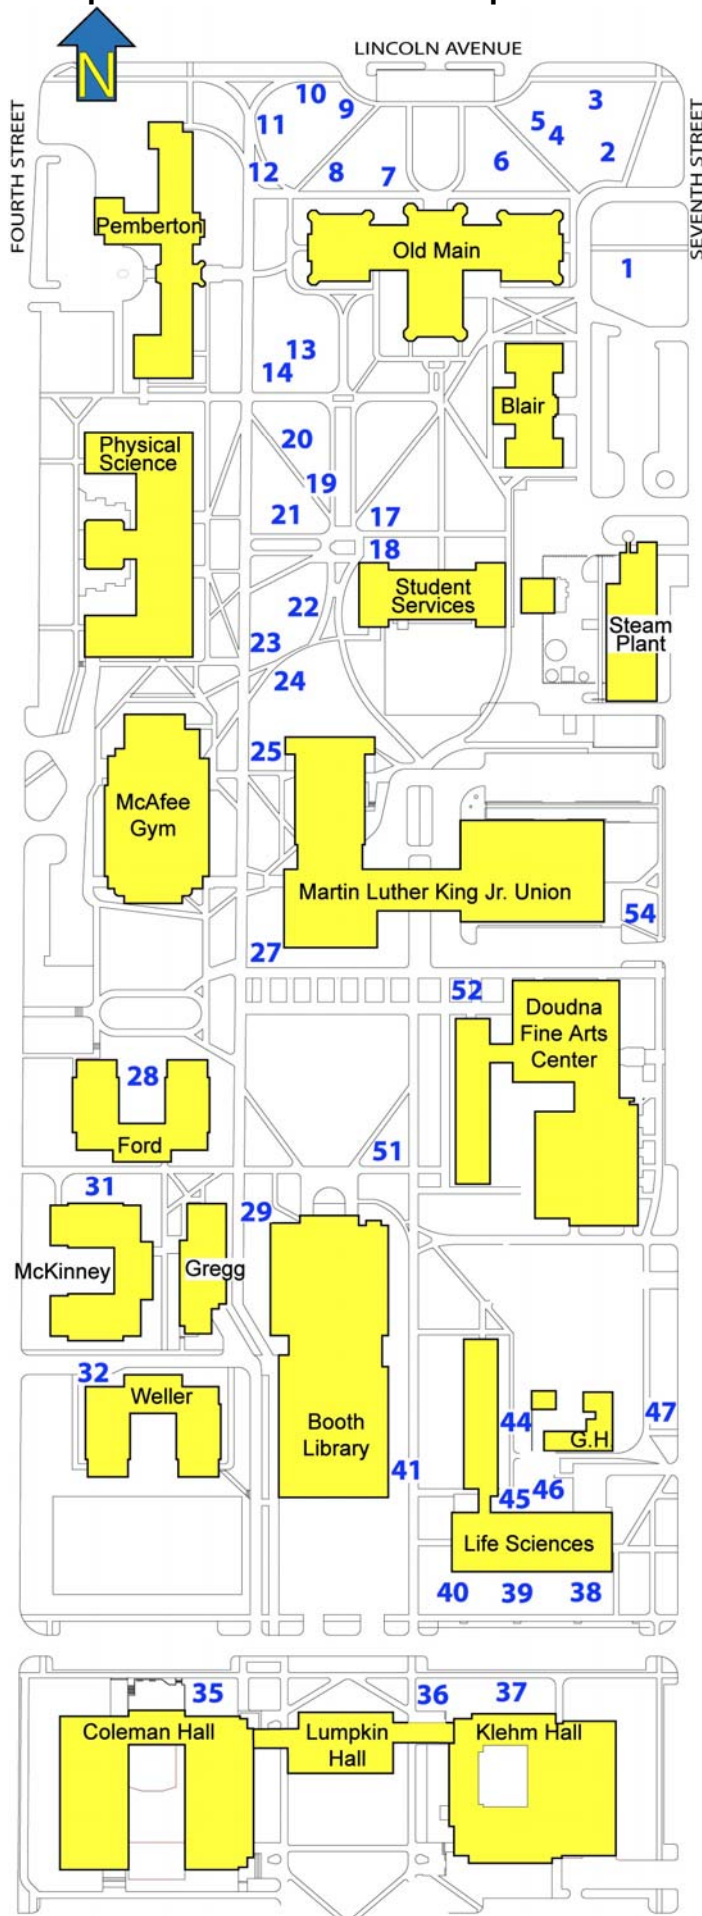 N
LINCOLN AVENUE
FOURTH STREET
SEVENTH STREET
10
9
3
11
5
4
12
8
7
6
2
Pemberton
Old Main
1
13
14
Blair
20
Physical
Science
19
21
17
18
Student
Services
22
23
Steam
Plant
24
25
McAfee
Gym
Martin Luther King Jr. Union
54
27
52
Doudna
Fine Arts
Center
28
Ford
51
31
29
McKinney
Gregg
32
Weller
Booth
Library
44
47
G.H.
41
45
46
Life Sciences
40
39
38
35
36
37
Coleman Hall
Lumpkin
Hall
Klehm Hall